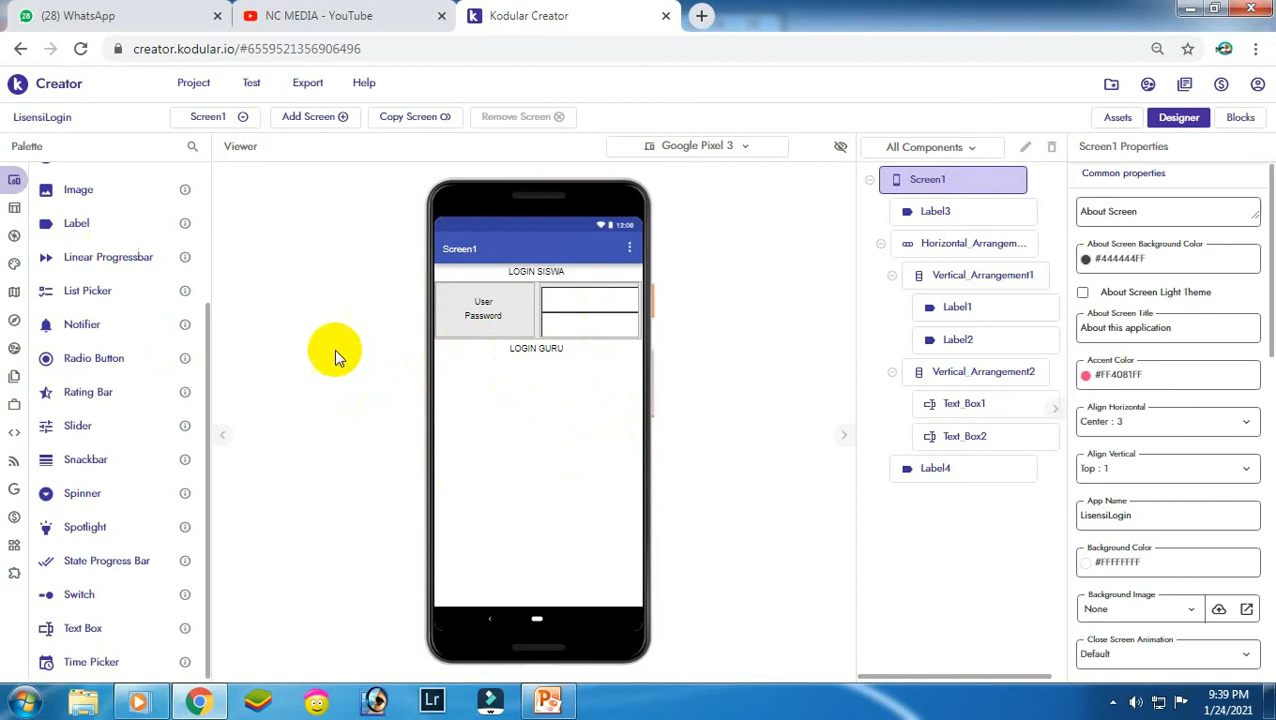 (28) WhatsApp
NC MEDIA - YouTube
Kodular Creator
creator.kodular.io/#6559521356906496
Creator
Project
Test
Export
Help
LisensiLogin
Screen1
Add Screen
Copy Screen
Remove Screen
Assets
Designer
Blocks
Palette
Viewer
Google Pixel 3
All Components
Screen1 Properties
Image
Label
Linear Progressbar
List Picker
Notifier
Radio Button
Rating Bar
Slider
Snackbar
Spinner
Spotlight
State Progress Bar
Switch
Text Box
Time Picker
12:00
Screen1
LOGIN SISWA
User
Password
LOGIN GURU
Screen1
Label3
Horizontal_Arrangem...
Vertical_Arrangement1
Label1
Label2
Vertical_Arrangement2
Text_Box1
Text_Box2
Label4
Common properties
About Screen
About Screen Background Color
#444444FF
About Screen Light Theme
About Screen Title
About this application
Accent Color
#FF4081FF
Align Horizontal
Center : 3
Align Vertical
Top : 1
App Name
LisensiLogin
Background Color
#FFFFFFFF
Background Image
None
Close Screen Animation
Default
Lr
9:39 PM
1/24/2021